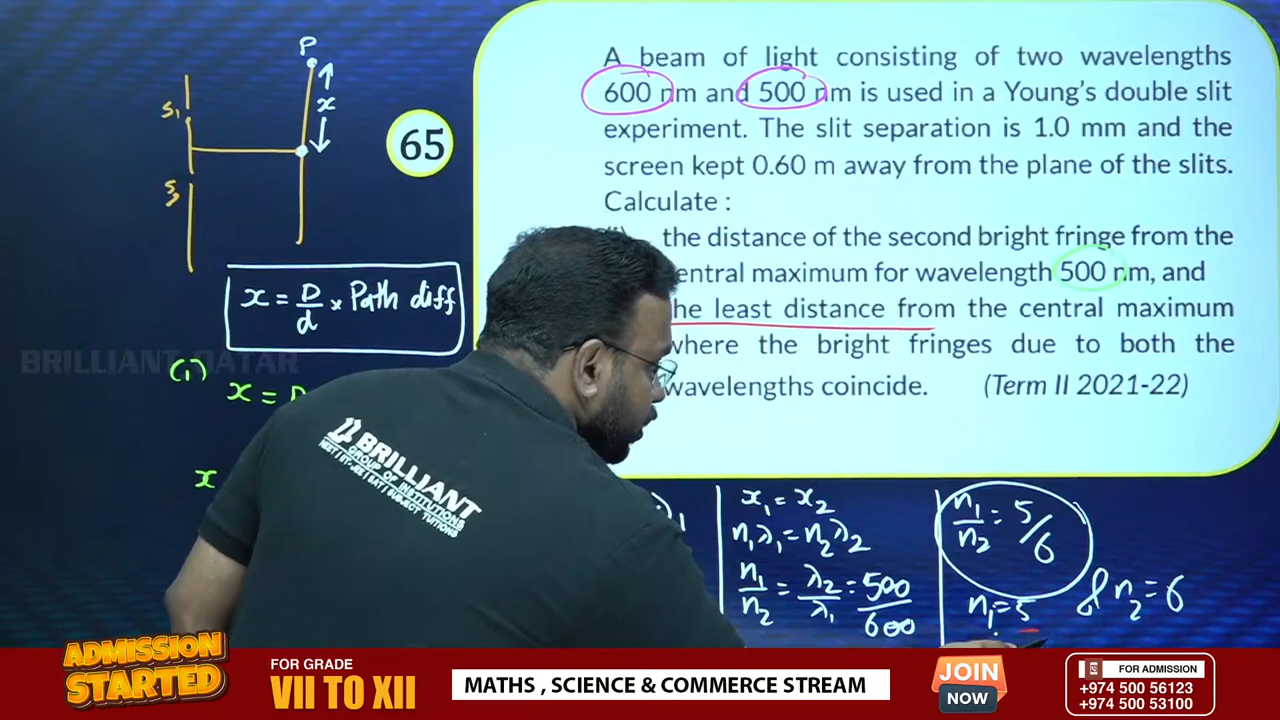 P
x
S₁
S₂
x = D/d × Path diff
65
A beam of light consisting of two wavelengths
600 nm and 500 nm is used in a Young's double slit
experiment. The slit separation is 1.0 mm and the
screen kept 0.60 m away from the plane of the slits.
Calculate :
the distance of the second bright fringe from the
entral maximum for wavelength 500 nm, and
he least distance from the central maximum
where the bright fringes due to both the
wavelengths coincide. (Term II 2021-22)
BRILLIANT QATAR
(i) x = D
x
BRILLIANT
GROUP OF INSTITUTIONS
λ₁
x₁ = x₂
n₁λ₁ = n₂λ₂
n₁/n₂ = λ₂/λ₁ = 500/600
n₁/n₂ = 5/6
n₁ = 5 & n₂ = 6
ADMISSION
STARTED
FOR GRADE
VII TO XII
MATHS , SCIENCE & COMMERCE STREAM
JOIN
NOW
FOR ADMISSION
+974 500 56123
+974 500 53100